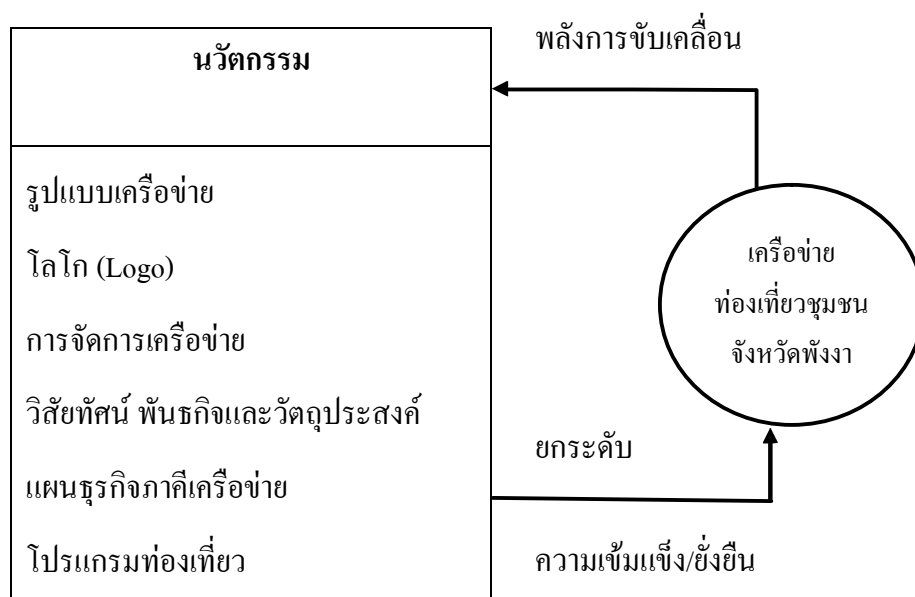 นวัตกรรม
รูปแบบเครือข่าย
โลโก (Logo)
การจัดการเครือข่าย
วิสัยทัศน์ พันธกิจและวัตถุประสงค์
แผนธุรกิจภาคีเครือข่าย
โปรแกรมท่องเที่ยว
พลังการขับเคลื่อน
เครือข่าย
ท่องเที่ยวชุมชน
จังหวัดพังงา
ยกระดับ
ความเข้มแข็ง/ยั่งยืน